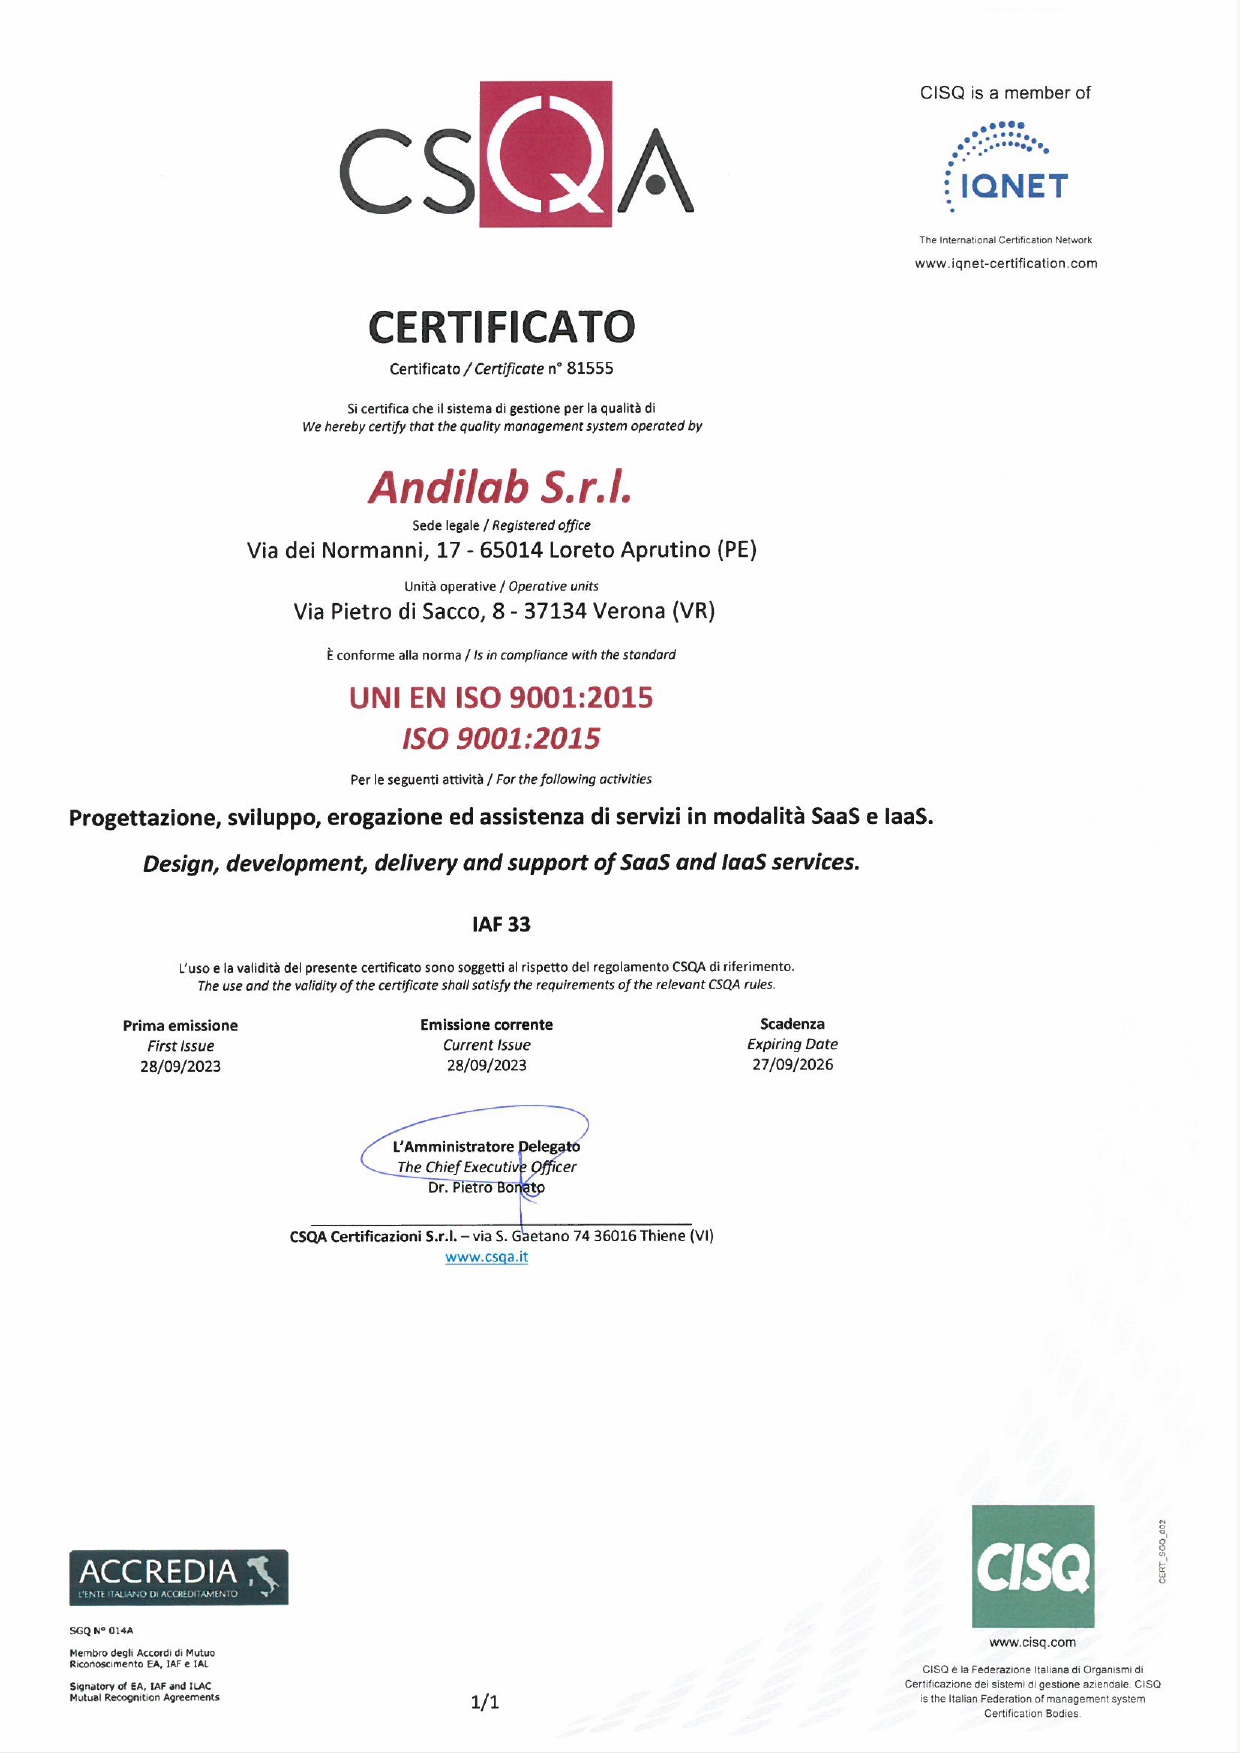 CSQA
CISQ is a member of
IQNET
The International Certification Network
www.iqnet-certification.com
CERTIFICATO
Certificato / Certificate n° 81555
Si certifica che il sistema di gestione per la qualità di
We hereby certify that the quality management system operated by
Andilab S.r.l.
Sede legale / Registered office
Via dei Normanni, 17 - 65014 Loreto Aprutino (PE)
Unità operative / Operative units
Via Pietro di Sacco, 8 - 37134 Verona (VR)
È conforme alla norma / Is in compliance with the standard
UNI EN ISO 9001:2015
ISO 9001:2015
Per le seguenti attività / For the following activities
Progettazione, sviluppo, erogazione ed assistenza di servizi in modalità SaaS e IaaS.
Design, development, delivery and support of SaaS and IaaS services.
IAF 33
L'uso e la validità del presente certificato sono soggetti al rispetto del regolamento CSQA di riferimento.
The use and the validity of the certificate shall satisfy the requirements of the relevant CSQA rules.
Prima emissione
First Issue
28/09/2023
Emissione corrente
Current Issue
28/09/2023
Scadenza
Expiring Date
27/09/2026
L'Amministratore Delegato
The Chief Executive Officer
Dr. Pietro Bonato
CSQA Certificazioni S.r.l. – via S. Gaetano 74 36016 Thiene (VI)
www.csqa.it
ACCREDIA
L'ENTE ITALIANO DI ACCREDITAMENTO
SGQ N° 014A
Membro degli Accordi di Mutuo
Riconoscimento EA, IAF e IAL
Signatory of EA, IAF and ILAC
Mutual Recognition Agreements
1/1
CISQ
www.cisq.com
CISQ è la Federazione Italiana di Organismi di
Certificazione dei sistemi di gestione aziendale. CISQ
is the Italian Federation of management system
Certification Bodies.
CERT_SGQ_002